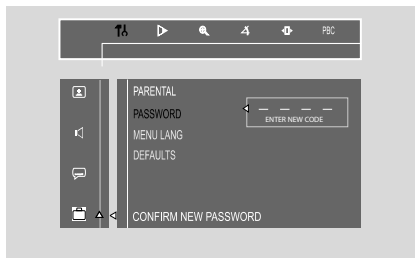 PBC
PARENTAL
PASSWORD
_ _ _ _
ENTER NEW CODE
MENU LANG
DEFAULTS
CONFIRM NEW PASSWORD